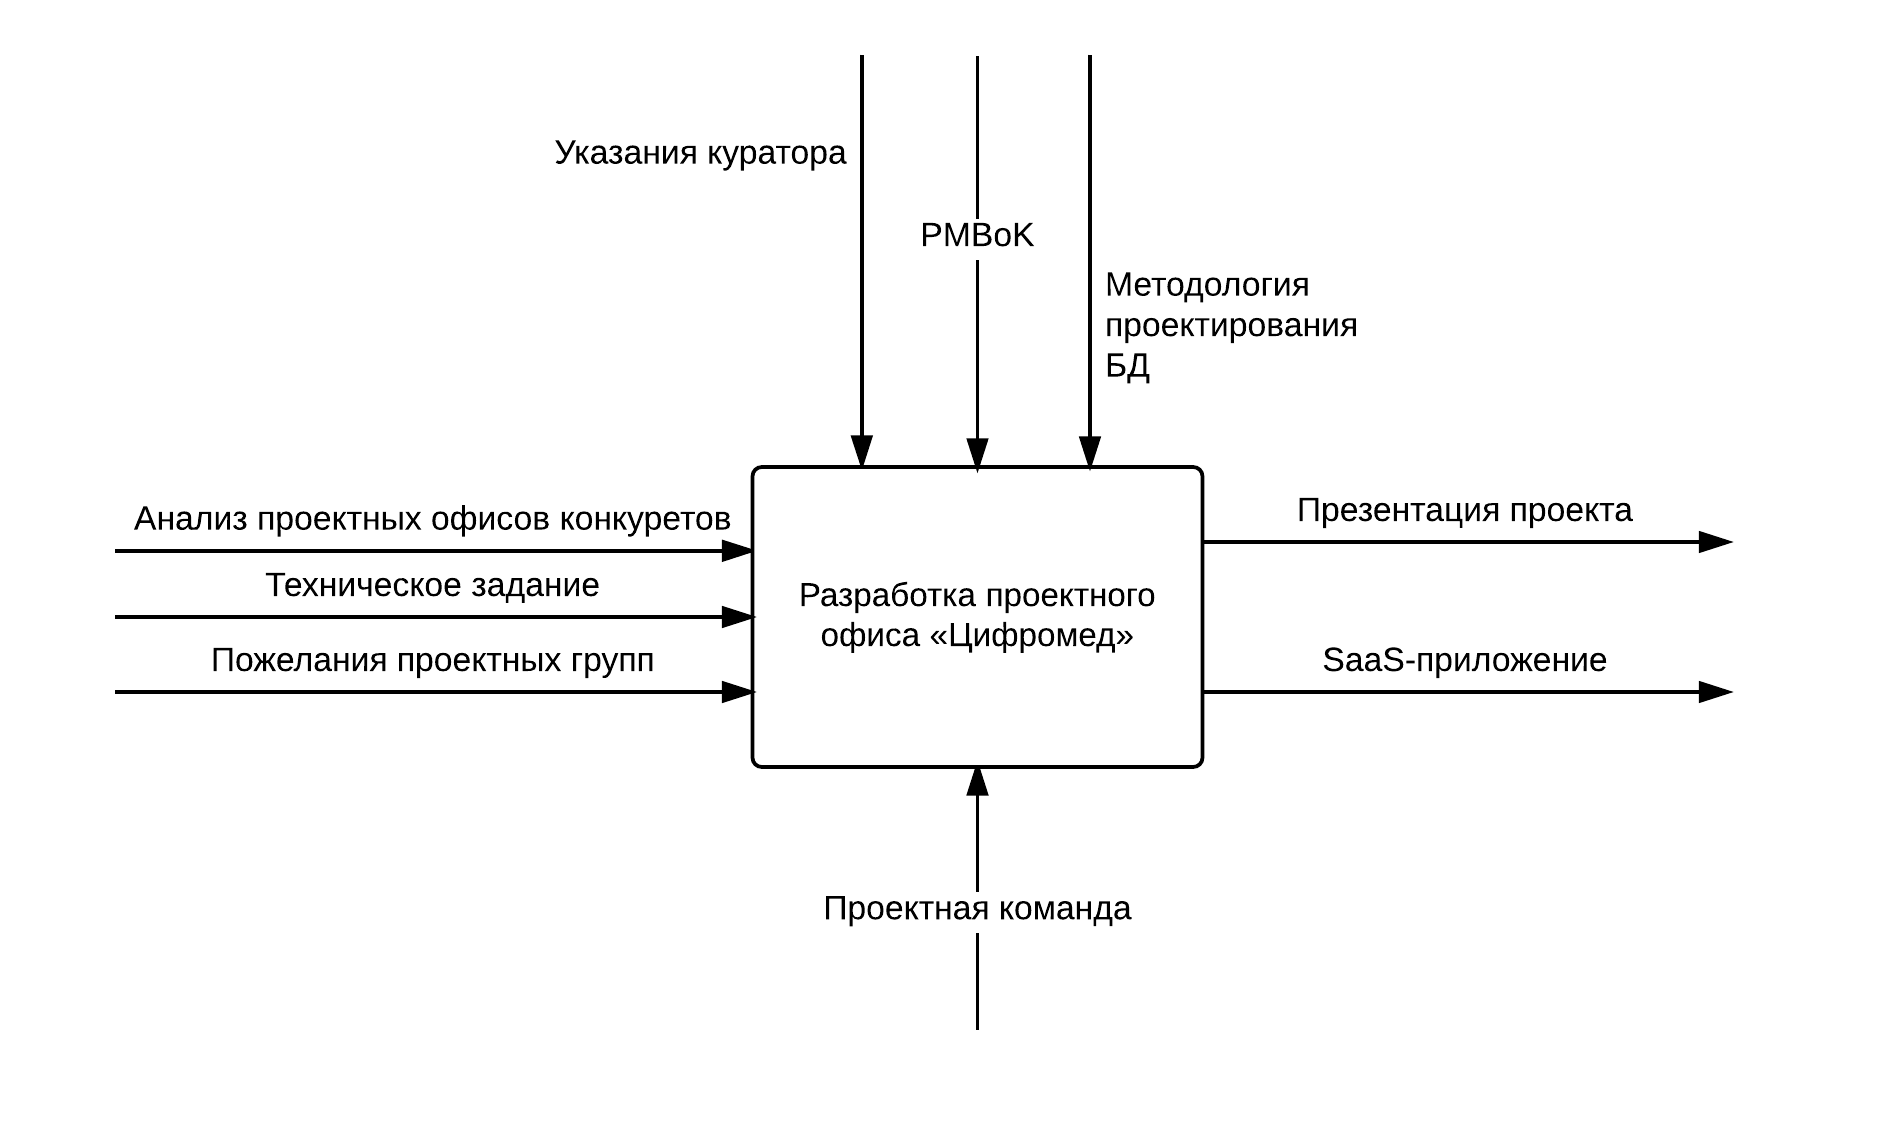 Указания куратора
PMBoK
Методология
проектирования
БД
Анализ проектных офисов конкуретов
Техническое задание
Пожелания проектных групп
Разработка проектного
офиса «Цифромед»
Презентация проекта
SaaS-приложение
Проектная команда